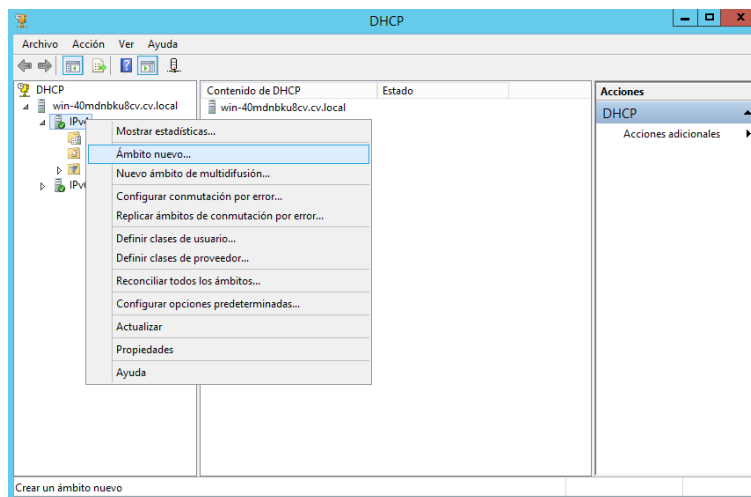 DHCP
Archivo Acción Ver Ayuda
DHCP
win-40mdnbku8cv.cv.local
IPv4
Contenido de DHCP Estado
win-40mdnbku8cv.cv.local
Acciones
DHCP
Acciones adicionales
Mostrar estadísticas...
Ámbito nuevo...
Nuevo ámbito de multidifusión...
Configurar conmutación por error...
Replicar ámbitos de conmutación por error...
Definir clases de usuario...
Definir clases de proveedor...
Reconciliar todos los ámbitos...
Configurar opciones predeterminadas...
Actualizar
Propiedades
Ayuda
Crear un ámbito nuevo